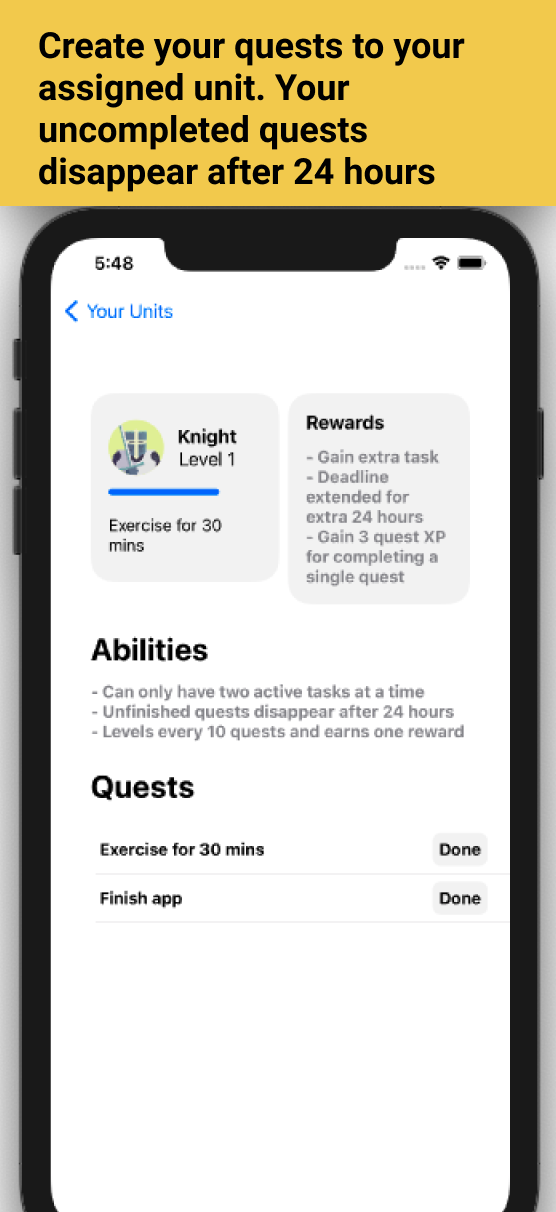 Create your quests to your
assigned unit. Your
uncompleted quests
disappear after 24 hours
5:48
Your Units
Knight
Level 1
Exercise for 30
mins
Rewards
- Gain extra task
- Deadline
extended for
extra 24 hours
- Gain 3 quest XP
for completing a
single quest
Abilities
- Can only have two active tasks at a time
- Unfinished quests disappear after 24 hours
- Levels every 10 quests and earns one reward
Quests
Exercise for 30 mins Done
Finish app Done